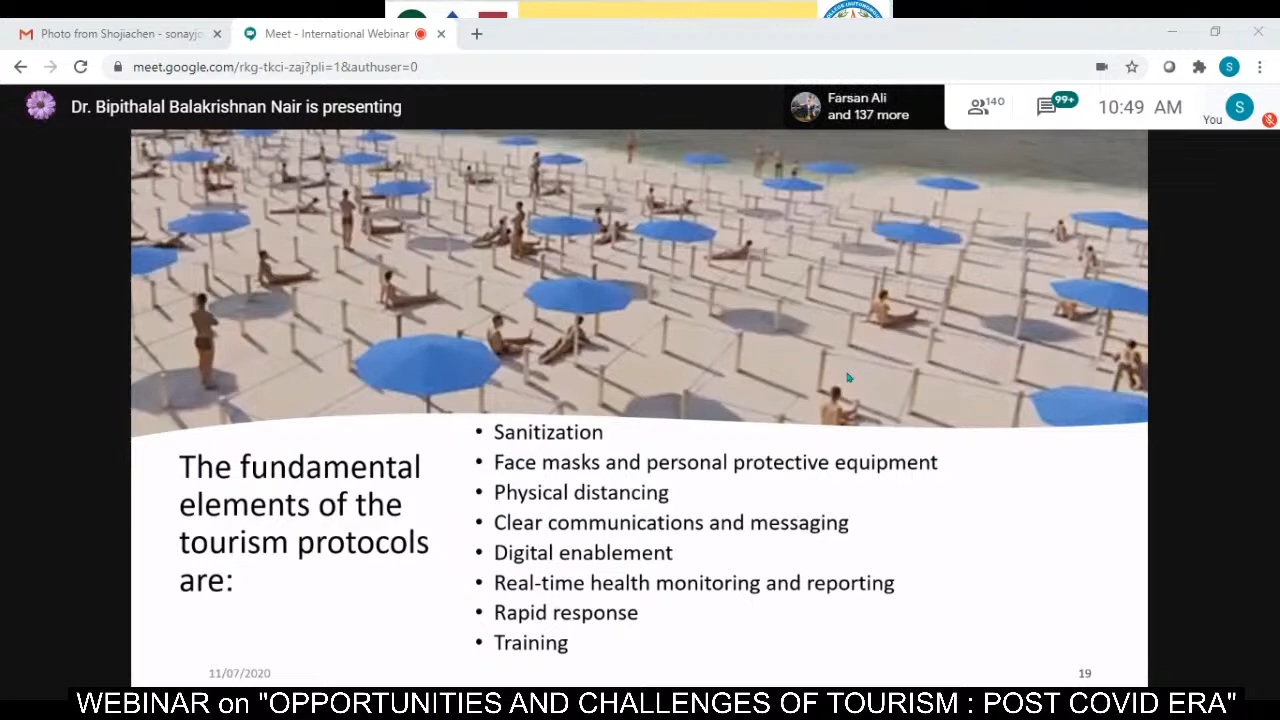 Photo from Shojiachen - sonayjo
Meet - International Webinar
meet.google.com/rkg-tkci-zaj?pli=1&authuser=0
S
Dr. Bipithalal Balakrishnan Nair is presenting
Farsan Ali
and 137 more
140
99+
10:49 AM
You
S
The fundamental
elements of the
tourism protocols
are:
• Sanitization
• Face masks and personal protective equipment
• Physical distancing
• Clear communications and messaging
• Digital enablement
• Real-time health monitoring and reporting
• Rapid response
• Training
11/07/2020
19
WEBINAR on "OPPORTUNITIES AND CHALLENGES OF TOURISM : POST COVID ERA"